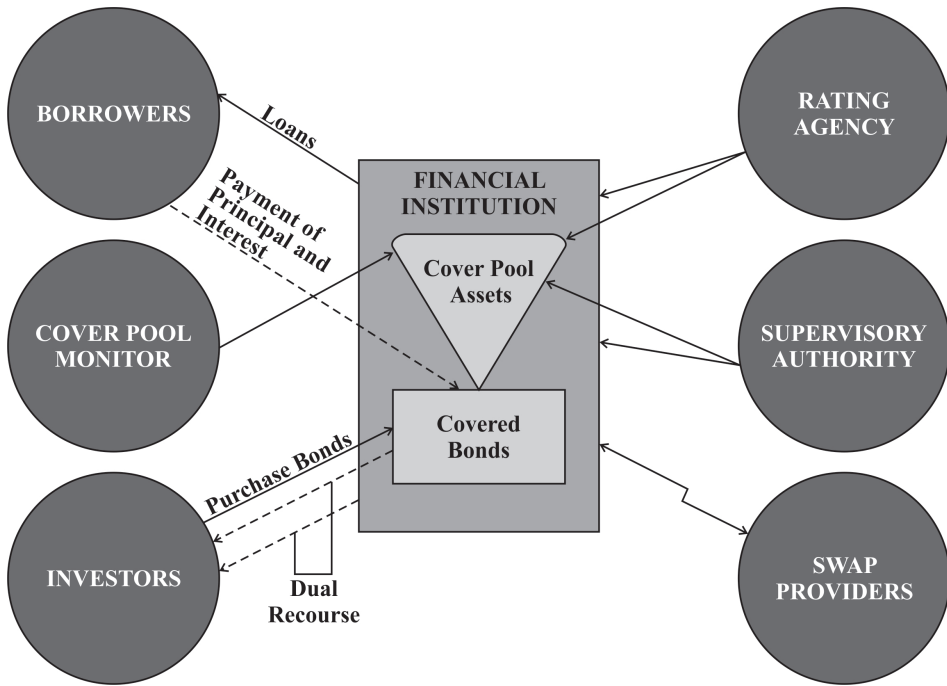 BORROWERS
Loans
Payment of
Principal and
Interest
COVER POOL
MONITOR
Purchase Bonds
INVESTORS
Dual
Recourse
FINANCIAL
INSTITUTION
Cover Pool
Assets
Covered
Bonds
RATING
AGENCY
SUPERVISORY
AUTHORITY
SWAP
PROVIDERS